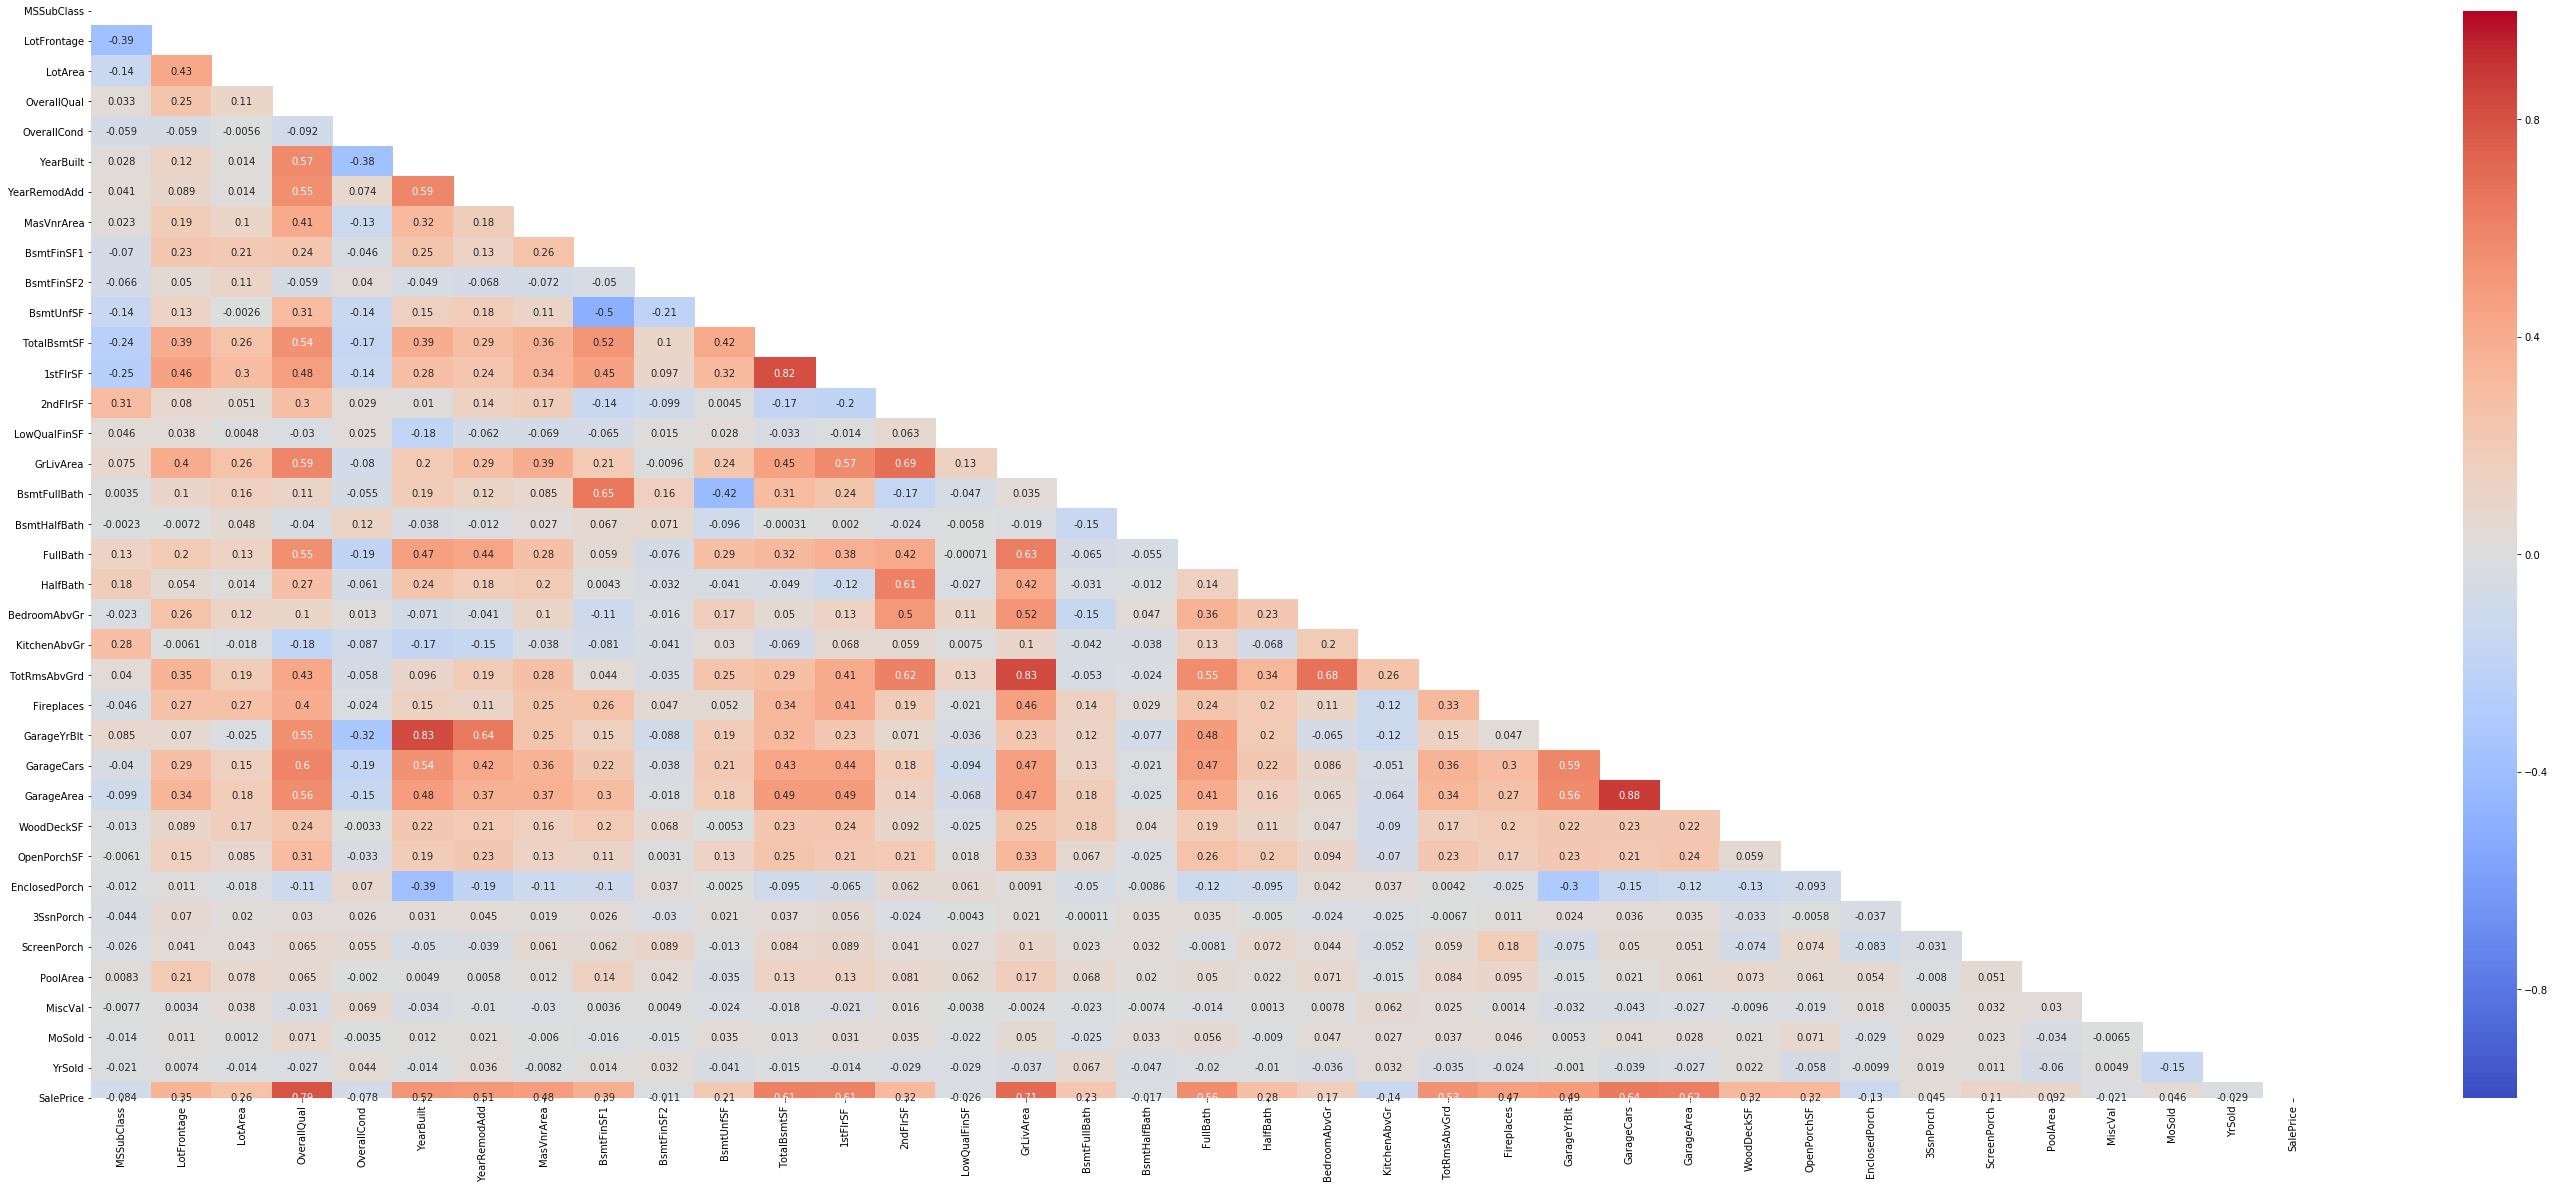 MSSubClass
LotFrontage -0.39
LotArea -0.14 0.43
OverallQual 0.033 0.25 0.11
OverallCond -0.059 -0.059 -0.0056 -0.092
0.8
YearBuilt 0.028 0.12 0.014 0.57 -0.38
YearRemodAdd 0.041 0.089 0.014 0.55 0.074 0.59
MasVnrArea 0.023 0.19 0.1 0.41 -0.13 0.32 0.18
BsmtFinSF1 -0.07 0.23 0.21 0.24 -0.046 0.25 0.13 0.26
BsmtFinSF2 -0.066 0.05 0.11 -0.059 0.04 -0.049 -0.068 -0.072 -0.05
BsmtUnfSF -0.14 0.13 -0.0026 0.31 -0.14 0.15 0.18 0.11 -0.5 -0.21
0.4
TotalBsmtSF -0.24 0.39 0.26 0.54 -0.17 0.39 0.29 0.36 0.52 0.1 0.42
1stFlrSF -0.25 0.46 0.3 0.48 -0.14 0.28 0.24 0.34 0.45 0.097 0.32 0.82
2ndFlrSF 0.31 0.08 0.051 0.3 0.029 0.01 0.14 0.17 -0.14 -0.099 0.0045 -0.17 -0.2
LowQualFinSF 0.046 0.038 0.0048 -0.03 0.025 -0.18 -0.062 -0.069 -0.065 0.015 0.028 -0.033 -0.014 0.063
GrLivArea 0.075 0.4 0.26 0.59 -0.08 0.2 0.29 0.39 0.21 -0.0096 0.24 0.45 0.57 0.69 0.13
BsmtFullBath 0.0035 0.1 0.16 0.11 -0.055 0.19 0.12 0.085 0.65 0.16 -0.42 0.31 0.24 -0.17 -0.047 0.035
BsmtHalfBath -0.0023 -0.0072 0.048 -0.04 0.12 -0.038 -0.012 0.027 0.067 0.071 -0.096 -0.00031 0.002 -0.024 -0.0058 -0.019 -0.15
FullBath 0.13 0.2 0.13 0.55 -0.19 0.47 0.44 0.28 0.059 -0.076 0.29 0.32 0.38 0.42 -0.00071 0.63 -0.065 -0.055
0.0
HalfBath 0.18 0.054 0.014 0.27 -0.061 0.24 0.18 0.2 0.0043 -0.032 -0.041 -0.049 -0.12 0.61 -0.027 0.42 -0.031 -0.012 0.14
BedroomAbvGr -0.023 0.26 0.12 0.1 0.013 -0.071 -0.041 0.1 -0.11 -0.016 0.17 0.05 0.13 0.5 0.11 0.52 -0.15 0.047 0.36 0.23
KitchenAbvGr 0.28 -0.0061 -0.018 -0.18 -0.087 -0.17 -0.15 -0.038 -0.081 -0.041 0.03 -0.069 0.068 0.059 0.0075 0.1 -0.042 -0.038 0.13 -0.068 0.2
TotRmsAbvGrd 0.04 0.35 0.19 0.43 -0.058 0.096 0.19 0.28 0.044 -0.035 0.25 0.29 0.41 0.62 0.13 0.83 -0.053 -0.024 0.55 0.34 0.68 0.26
Fireplaces -0.046 0.27 0.27 0.4 -0.024 0.15 0.11 0.25 0.26 0.047 0.052 0.34 0.41 0.19 -0.021 0.46 0.14 0.029 0.24 0.2 0.11 -0.12 0.33
GarageYrBlt 0.085 0.07 -0.025 0.55 -0.32 0.83 0.64 0.25 0.15 -0.088 0.19 0.32 0.23 0.071 -0.036 0.23 0.12 -0.077 0.48 0.2 -0.065 -0.12 0.15 0.047
GarageCars -0.04 0.29 0.15 0.6 -0.19 0.54 0.42 0.36 0.22 -0.038 0.21 0.43 0.44 0.18 -0.094 0.47 0.13 -0.021 0.47 0.22 0.086 -0.051 0.36 0.3 0.59
−0.4
GarageArea -0.099 0.34 0.18 0.56 -0.15 0.48 0.37 0.37 0.3 -0.018 0.18 0.49 0.49 0.14 -0.068 0.47 0.18 -0.025 0.41 0.16 0.065 -0.064 0.34 0.27 0.56 0.88
WoodDeckSF -0.013 0.089 0.17 0.24 -0.0033 0.22 0.21 0.16 0.2 0.068 -0.0053 0.23 0.24 0.092 -0.025 0.25 0.18 0.04 0.19 0.11 0.047 -0.09 0.17 0.2 0.22 0.23 0.22
OpenPorchSF -0.0061 0.15 0.085 0.31 -0.033 0.19 0.23 0.13 0.11 0.0031 0.13 0.25 0.21 0.21 0.018 0.33 0.067 -0.025 0.26 0.2 0.094 -0.07 0.23 0.17 0.23 0.21 0.24 0.059
EnclosedPorch -0.012 0.011 -0.018 -0.11 0.07 -0.39 -0.19 -0.11 -0.1 0.037 -0.0025 -0.095 -0.065 0.062 0.061 0.0091 -0.05 -0.0086 -0.12 -0.095 0.042 0.037 0.0042 -0.025 -0.3 -0.15 -0.12 -0.13 -0.093
3SsnPorch -0.044 0.07 0.02 0.03 0.026 0.031 0.045 0.019 0.026 -0.03 0.021 0.037 0.056 -0.024 -0.0043 0.021 -0.00011 0.035 0.035 -0.005 -0.024 -0.025 -0.0067 0.011 0.024 0.036 0.035 -0.033 -0.0058 -0.037
ScreenPorch -0.026 0.041 0.043 0.065 0.055 -0.05 -0.039 0.061 0.062 0.089 -0.013 0.084 0.089 0.041 0.027 0.1 0.023 0.032 -0.0081 0.072 0.044 -0.052 0.059 0.18 -0.075 0.05 0.051 -0.074 0.074 -0.083 -0.031
PoolArea 0.0083 0.21 0.078 0.065 -0.002 0.0049 0.0058 0.012 0.14 0.042 -0.035 0.13 0.13 0.081 0.062 0.17 0.068 0.02 0.05 0.022 0.071 -0.015 0.084 0.095 -0.015 0.021 0.061 0.073 0.061 0.054 -0.008 0.051
−0.8
MiscVal -0.0077 0.0034 0.038 -0.031 0.069 -0.034 -0.01 -0.03 0.0036 0.0049 -0.024 -0.018 -0.021 0.016 -0.0038 -0.0024 -0.023 -0.0074 -0.014 0.0013 0.0078 0.062 0.025 0.0014 -0.032 -0.043 -0.027 -0.0096 -0.019 0.018 0.00035 0.032 0.03
MoSold -0.014 0.011 0.0012 0.071 -0.0035 0.012 0.021 -0.006 -0.016 -0.015 0.035 0.013 0.031 0.035 -0.022 0.05 -0.025 0.033 0.056 -0.009 0.047 0.027 0.037 0.046 0.0053 0.041 0.028 0.021 0.071 -0.029 0.029 0.023 -0.034 -0.0065
YrSold -0.021 0.0074 -0.014 -0.027 0.044 -0.014 0.036 -0.0082 0.014 0.032 -0.041 -0.015 -0.014 -0.029 -0.029 -0.037 0.067 -0.047 -0.02 -0.01 -0.036 0.032 -0.035 -0.024 -0.001 -0.039 -0.027 0.022 -0.058 -0.0099 0.019 0.011 -0.06 0.0049 -0.15
SalePrice -0.084 0.35 0.26 0.79 -0.078 0.52 0.51 0.48 0.39 -0.011 0.21 0.61 0.61 0.32 -0.026 0.71 0.23 -0.017 0.56 0.28 0.17 -0.14 0.53 0.47 0.49 0.64 0.62 0.32 0.32 -0.13 0.045 0.11 0.092 -0.021 0.046 -0.029
MSSubClass
LotFrontage
LotArea
OverallQual
OverallCond
YearBuilt
YearRemodAdd
MasVnrArea
BsmtFinSF1
BsmtFinSF2
BsmtUnfSF
TotalBsmtSF
1stFlrSF
2ndFlrSF
LowQualFinSF
GrLivArea
BsmtFullBath
BsmtHalfBath
FullBath
HalfBath
BedroomAbvGr
KitchenAbvGr
TotRmsAbvGrd
Fireplaces
GarageYrBlt
GarageCars
GarageArea
WoodDeckSF
OpenPorchSF
EnclosedPorch
3SsnPorch
ScreenPorch
PoolArea
MiscVal
MoSold
YrSold
SalePrice